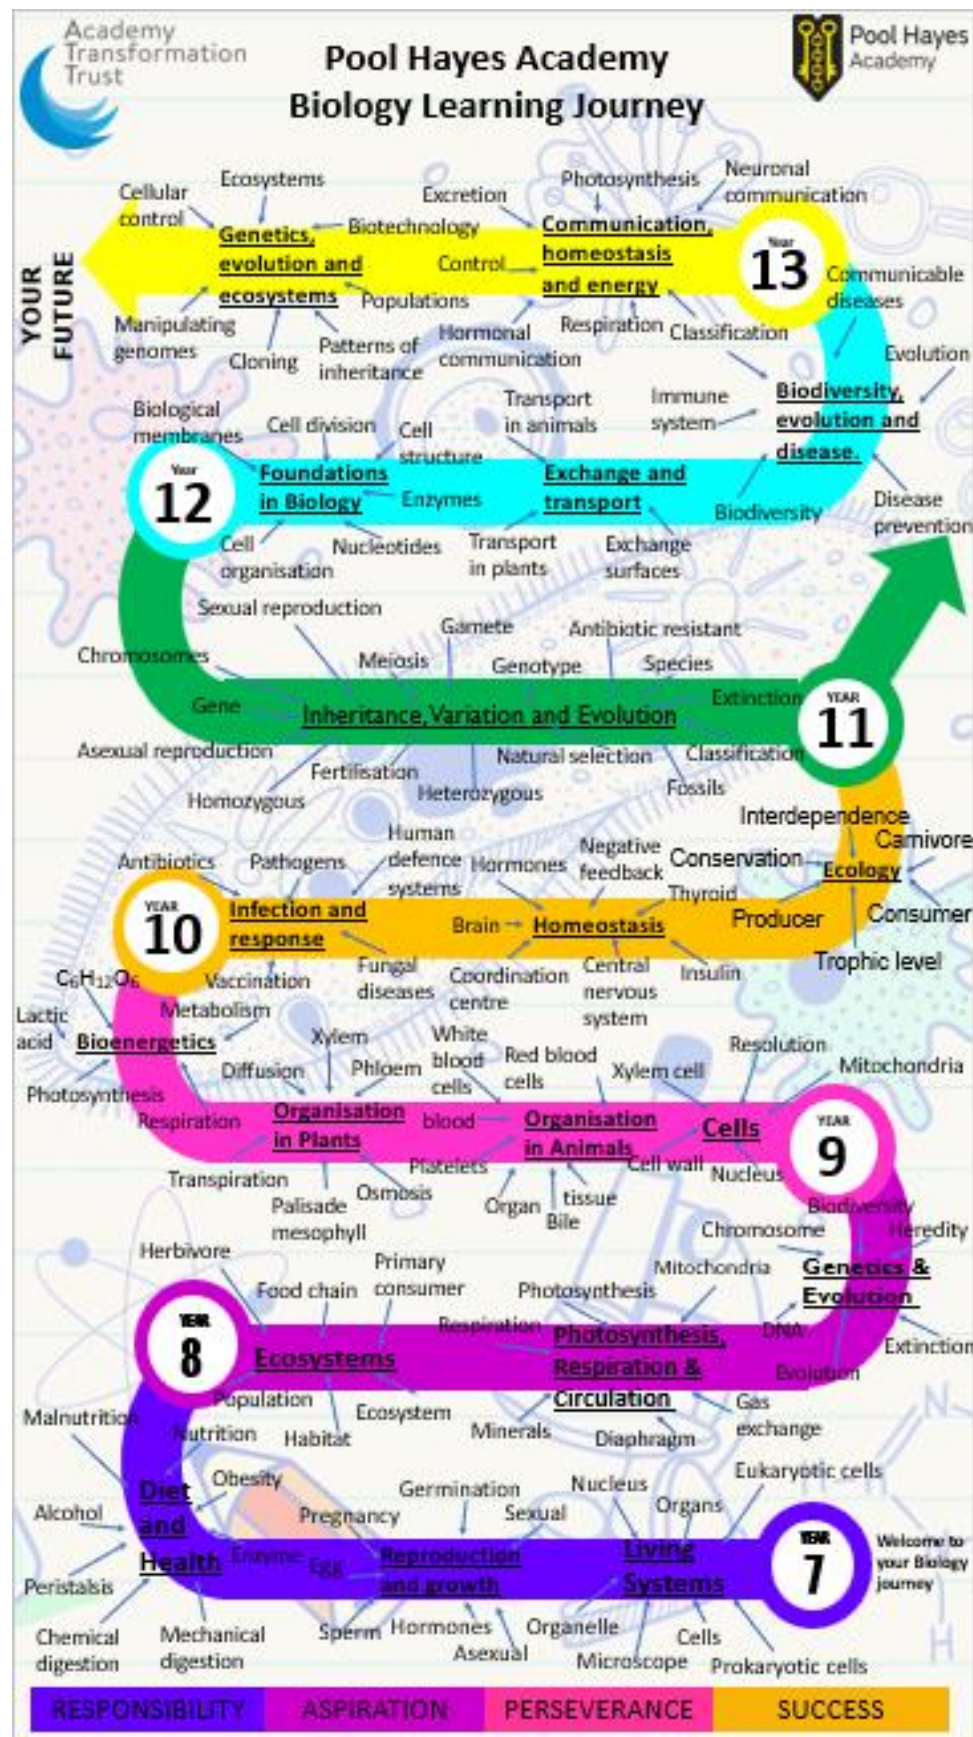 Academy
Transformation
Trust
Pool Hayes Academy
Biology Learning Journey
Pool Hayes
Academy
YOUR
FUTURE
Cellular
control
Ecosystems
Biotechnology
Genetics,
evolution and
ecosystems
Populations
Manipulating
genomes
Cloning
Patterns of
inheritance
Excretion
Photosynthesis
Neuronal
communication
Communication,
homeostasis
and energy
Control
Hormonal
communication
Respiration
Classification
Year
13
Communicable
diseases
Evolution
Immune
system
Biodiversity,
evolution and
disease.
Biodiversity
Disease
prevention
Biological
membranes
Cell division
Cell
structure
Transport
in animals
Year
12
Foundations
in Biology
Enzymes
Exchange and
transport
Cell
organisation
Nucleotides
Transport
in plants
Exchange
surfaces
Sexual reproduction
Gamete
Antibiotic resistant
Chromosomes
Meiosis
Genotype
Species
Gene
Inheritance, Variation and Evolution
Extinction
YEAR
11
Asexual reproduction
Fertilisation
Natural selection
Classification
Homozygous
Heterozygous
Fossils
Interdependence
Carnivore
Conservation
Ecology
Producer
Consumer
Trophic level
Antibiotics
Pathogens
Human
defence
systems
Hormones
Negative
feedback
Thyroid
YEAR
10
Infection and
response
Brain
Homeostasis
Vaccination
Fungal
diseases
Coordination
centre
Central
nervous
system
Insulin
C₆H₁₂O₆
Metabolism
Lactic
acid
Bioenergetics
Photosynthesis
Respiration
Xylem
Diffusion
Phloem
White
blood
cells
Red blood
cells
Xylem cell
Resolution
Mitochondria
Organisation
in Plants
blood
Organisation
in Animals
Cells
YEAR
9
Transpiration
Palisade
mesophyll
Osmosis
Platelets
Organ
Bile
tissue
Cell wall
Nucleus
Biodiversity
Chromosome
Heredity
Genetics &
Evolution
Mitochondria
DNA
Extinction
Evolution
Herbivore
Food chain
Primary
consumer
Photosynthesis
Respiration
YEAR
8
Ecosystems
Photosynthesis,
Respiration &
Circulation
Population
Habitat
Ecosystem
Minerals
Diaphragm
Gas
exchange
Malnutrition
Nutrition
Obesity
Alcohol
Diet
and
Health
Enzyme
Peristalsis
Chemical
digestion
Mechanical
digestion
Germination
Pregnancy
Sexual
Egg
Reproduction
and growth
Sperm
Hormones
Asexual
Nucleus
Organs
Eukaryotic cells
Living
Systems
Organelle
Microscope
Cells
Prokaryotic cells
YEAR
7
Welcome to
your Biology
journey
RESPONSIBILITY
ASPIRATION
PERSEVERANCE
SUCCESS
N
H
H